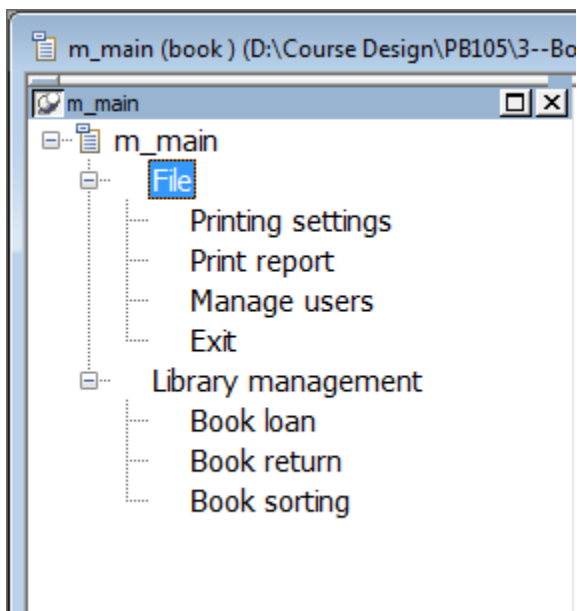 m_main (book ) (D:\Course Design\PB105\3--Bo
m_main
m_main
File
Printing settings
Print report
Manage users
Exit
Library management
Book loan
Book return
Book sorting